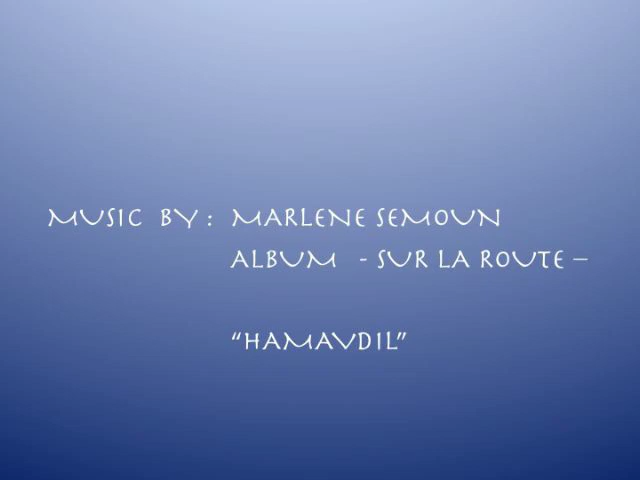 MUSIC BY : MARLENE SEMOUN
ALBUM - SUR LA ROUTE –
“HAMAVDIL”